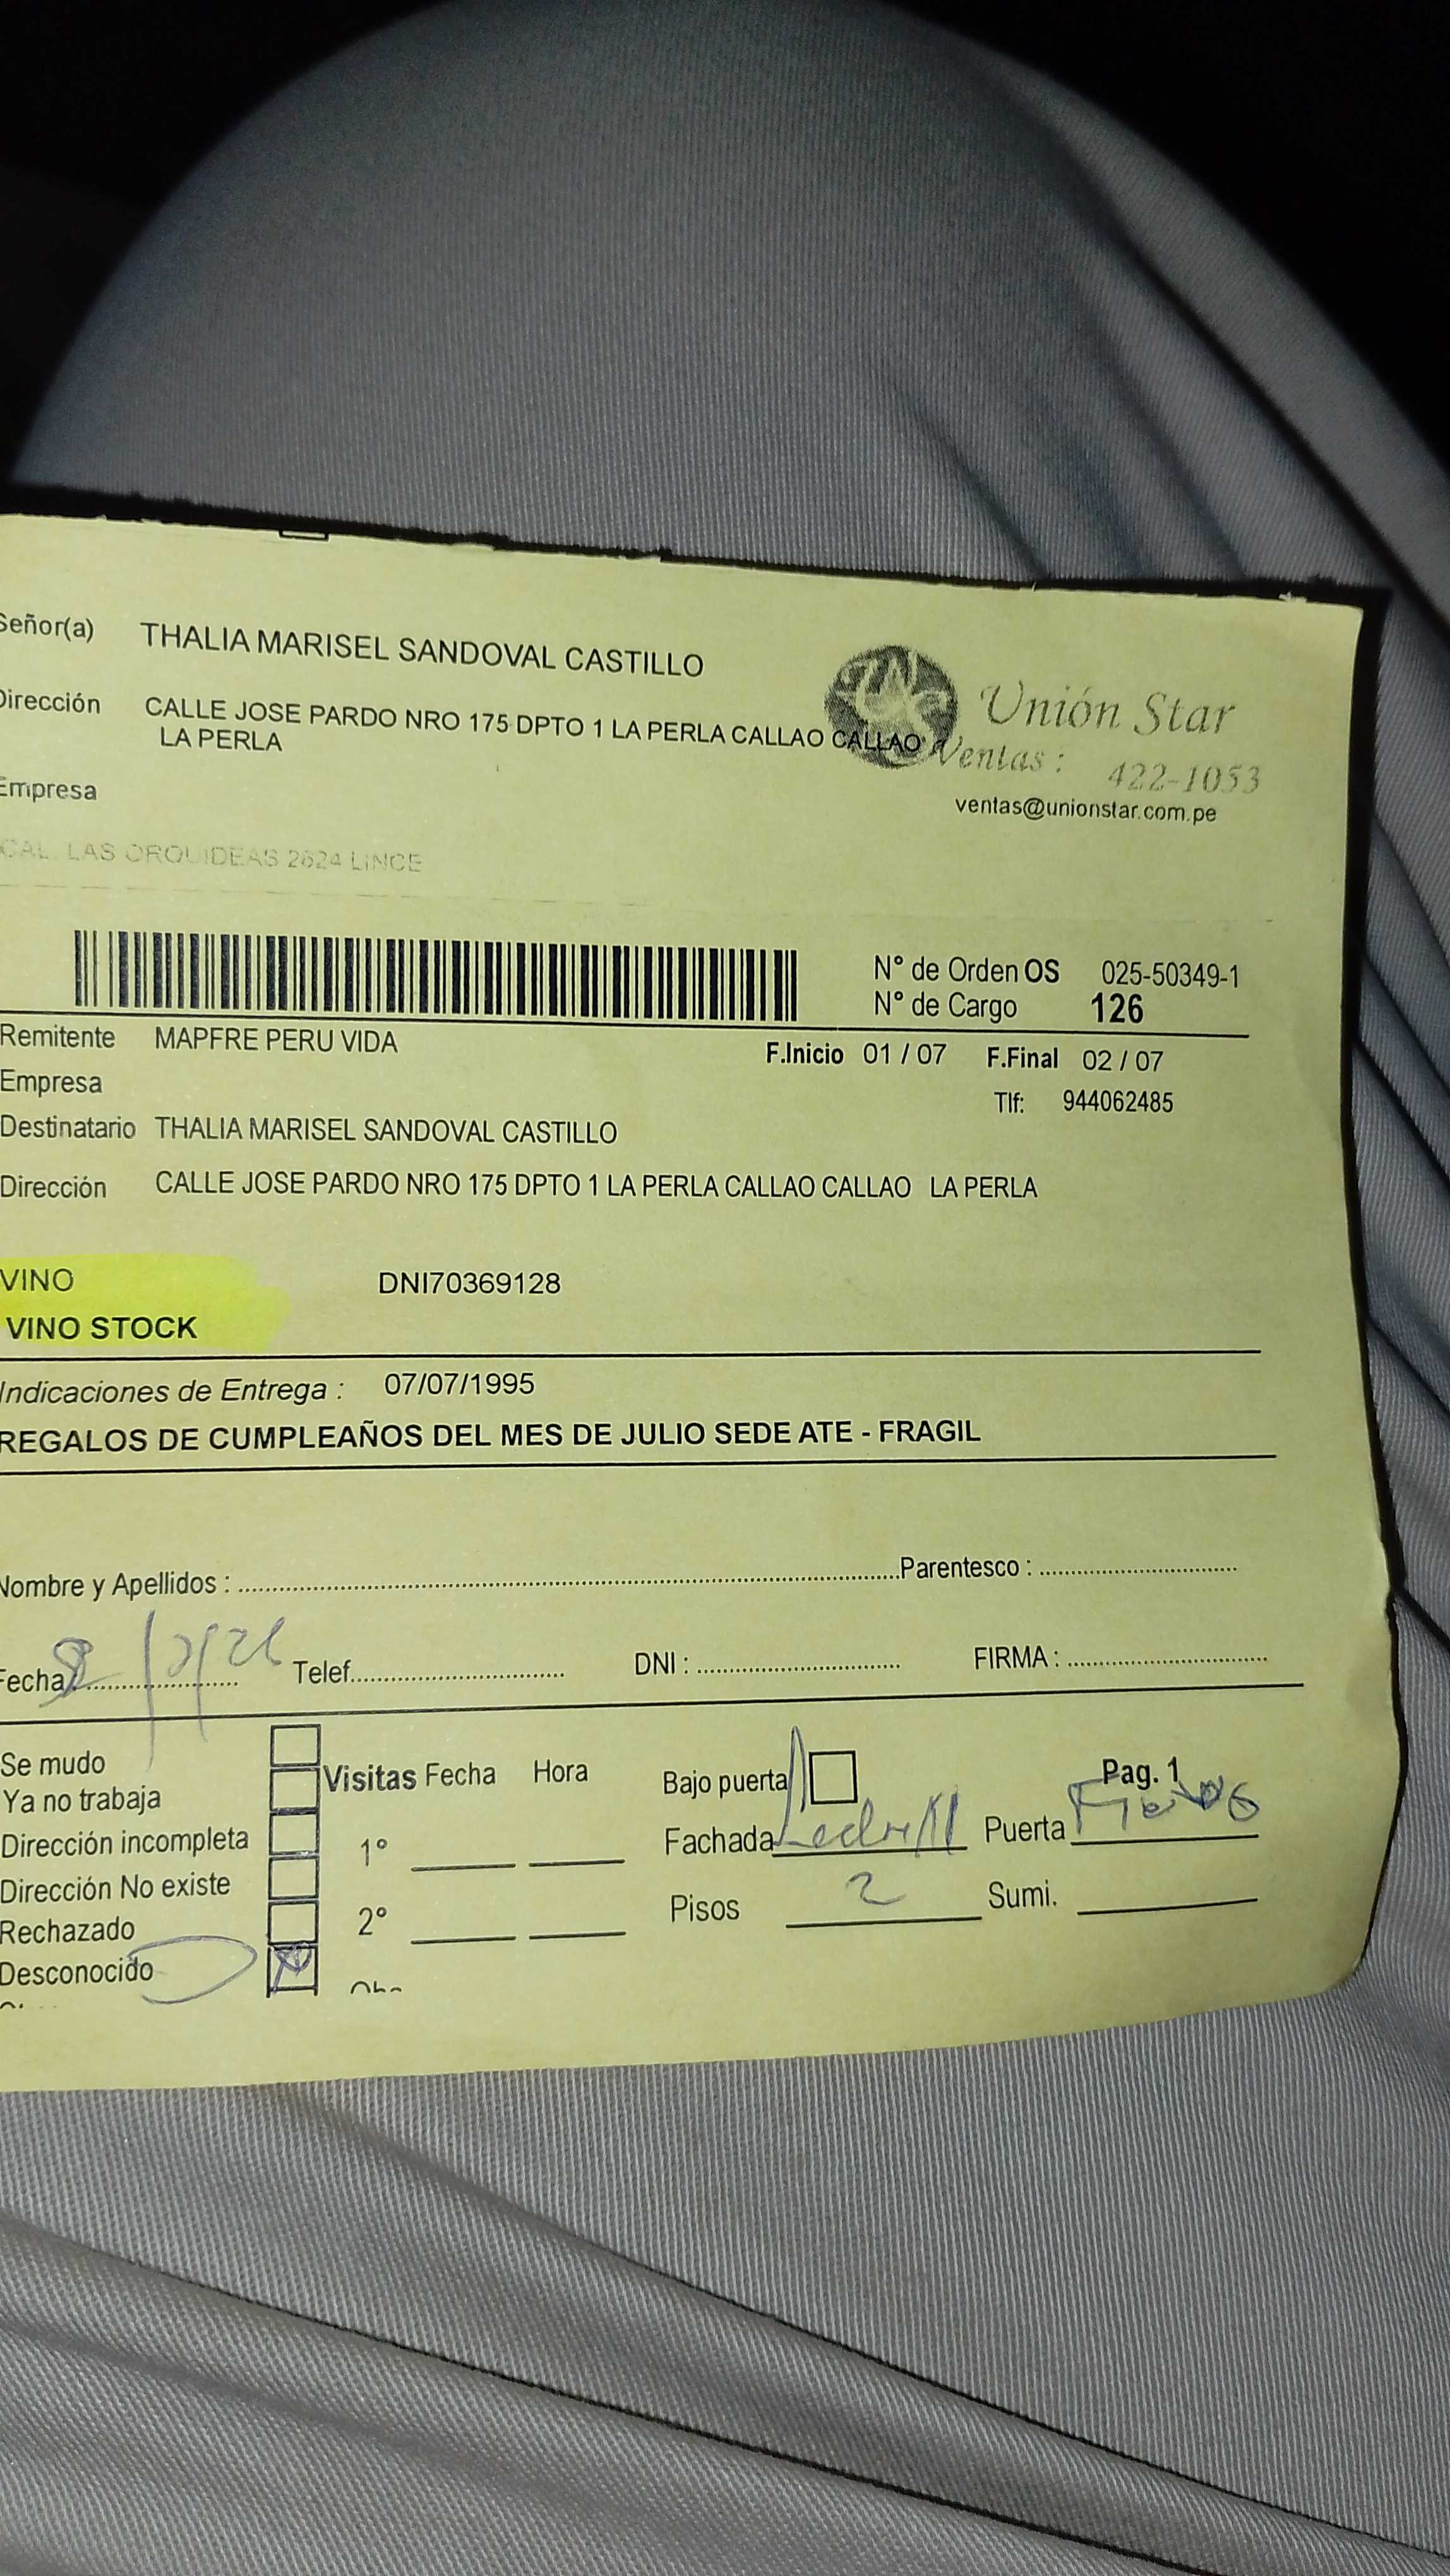 Señor(a) THALIA MARISEL SANDOVAL CASTILLO
Dirección CALLE JOSE PARDO NRO 175 DPTO 1 LA PERLA CALLAO CALLAO
LA PERLA
Unión Star
Ventas : 422-1053
ventas@unionstar.com.pe
Empresa
CAL. LAS ORQUIDEAS 2624 LINCE
N° de Orden OS 025-50349-1
N° de Cargo 126
Remitente MAPFRE PERU VIDA
F.Inicio 01 / 07 F.Final 02 / 07
Empresa
Tlf: 944062485
Destinatario THALIA MARISEL SANDOVAL CASTILLO
Dirección CALLE JOSE PARDO NRO 175 DPTO 1 LA PERLA CALLAO CALLAO LA PERLA
VINO DNI70369128
VINO STOCK
Indicaciones de Entrega : 07/07/1995
REGALOS DE CUMPLEAÑOS DEL MES DE JULIO SEDE ATE - FRAGIL
Nombre y Apellidos : Parentesco :
Fecha Telef. DNI : FIRMA :
Se mudo
Ya no trabaja
Dirección incompleta
Dirección No existe
Rechazado
Desconocido
Visitas Fecha Hora
1°
2°
Bajo puerta
Pag. 1
Fachada Puerta
Pisos 2 Sumi.